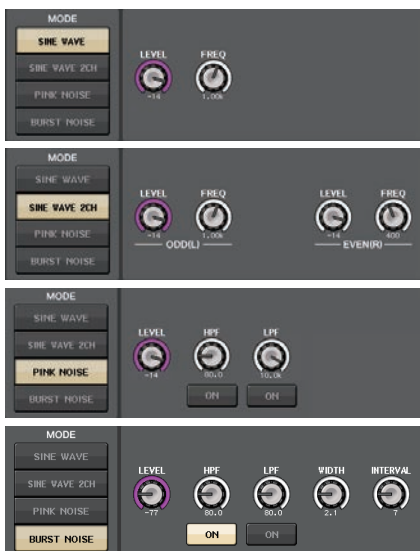 MODE
SINE WAVE
SINE WAVE 2CH
PINK NOISE
BURST NOISE
LEVEL FREQ
-14 1.00k
MODE
SINE WAVE
SINE WAVE 2CH
PINK NOISE
BURST NOISE
LEVEL FREQ LEVEL FREQ
-14 1.00k -14 400
ODD(L) EVEN(R)
MODE
SINE WAVE
SINE WAVE 2CH
PINK NOISE
BURST NOISE
LEVEL HPF LPF
-14 80.0 10.0k
ON ON
MODE
SINE WAVE
SINE WAVE 2CH
PINK NOISE
BURST NOISE
LEVEL HPF LPF WIDTH INTERVAL
-77 80.0 80.0 2.1 7
ON ON